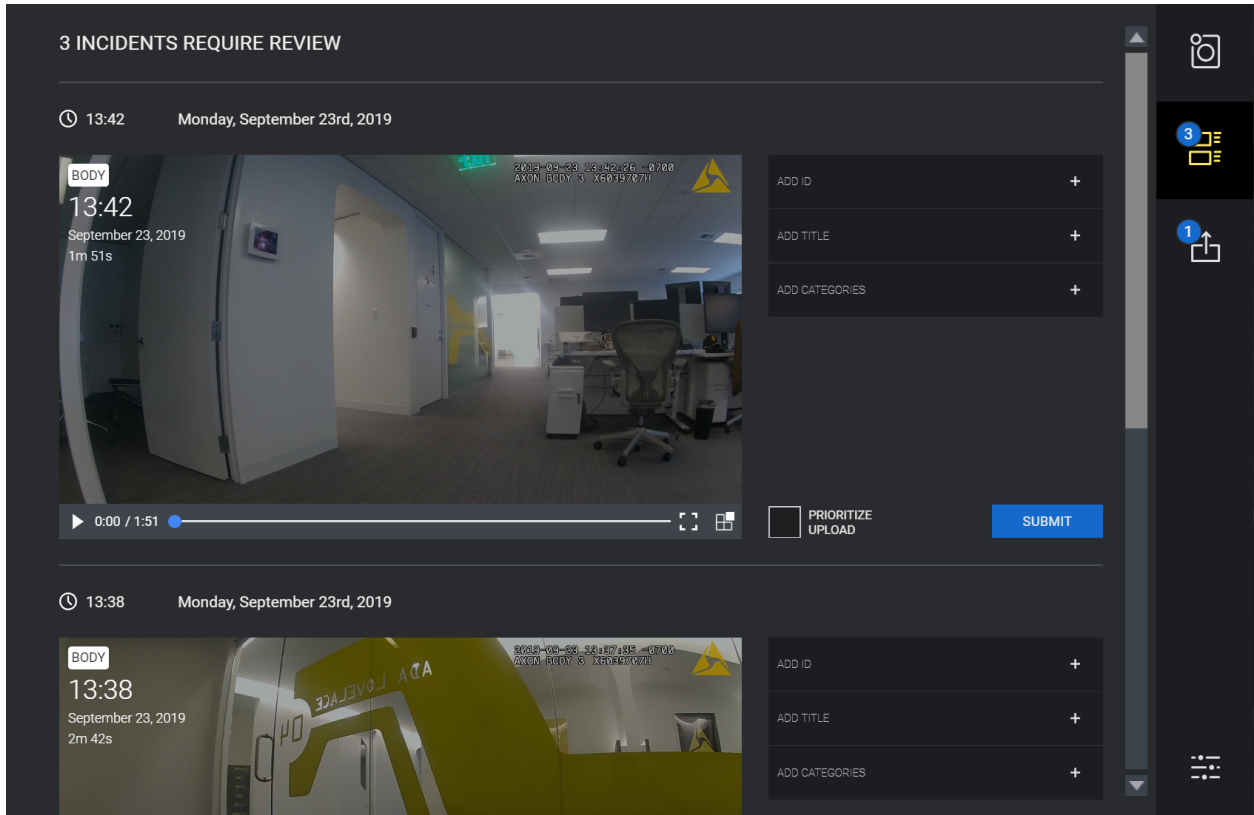 3 INCIDENTS REQUIRE REVIEW
13:42 Monday, September 23rd, 2019
BODY
13:42
September 23, 2019
1m 51s
2019-09-23 13:42:26 -0700
AXON BODY 3 X6039707H
ADD ID +
ADD TITLE +
ADD CATEGORIES +
0:00 / 1:51
PRIORITIZE
UPLOAD
SUBMIT
13:38 Monday, September 23rd, 2019
BODY
13:38
September 23, 2019
2m 42s
2019-09-23 13:37:35 -0700
AXON BODY 3 X6039707H
ADA LOVELACE
ADD ID +
ADD TITLE +
ADD CATEGORIES +
3
1